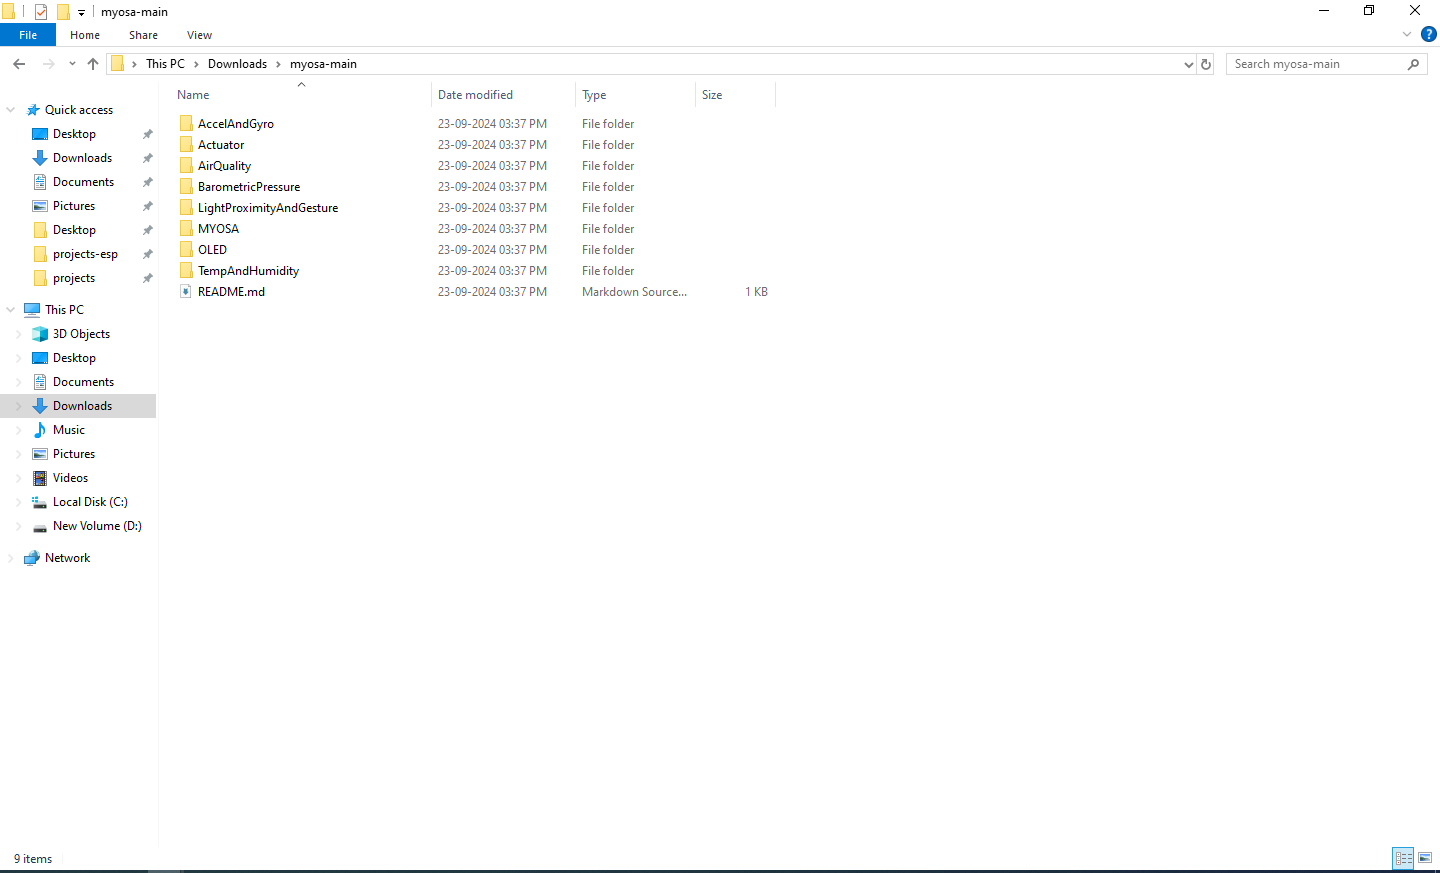 myosa-main
File Home Share View
This PC Downloads myosa-main
Search myosa-main
Name Date modified Type Size
Quick access
Desktop
Downloads
Documents
Pictures
Desktop
projects-esp
projects
This PC
3D Objects
Desktop
Documents
Downloads
Music
Pictures
Videos
Local Disk (C:)
New Volume (D:)
Network
AccelAndGyro 23-09-2024 03:37 PM File folder
Actuator 23-09-2024 03:37 PM File folder
AirQuality 23-09-2024 03:37 PM File folder
BarometricPressure 23-09-2024 03:37 PM File folder
LightProximityAndGesture 23-09-2024 03:37 PM File folder
MYOSA 23-09-2024 03:37 PM File folder
OLED 23-09-2024 03:37 PM File folder
TempAndHumidity 23-09-2024 03:37 PM File folder
README.md 23-09-2024 03:37 PM Markdown Source... 1 KB
9 items